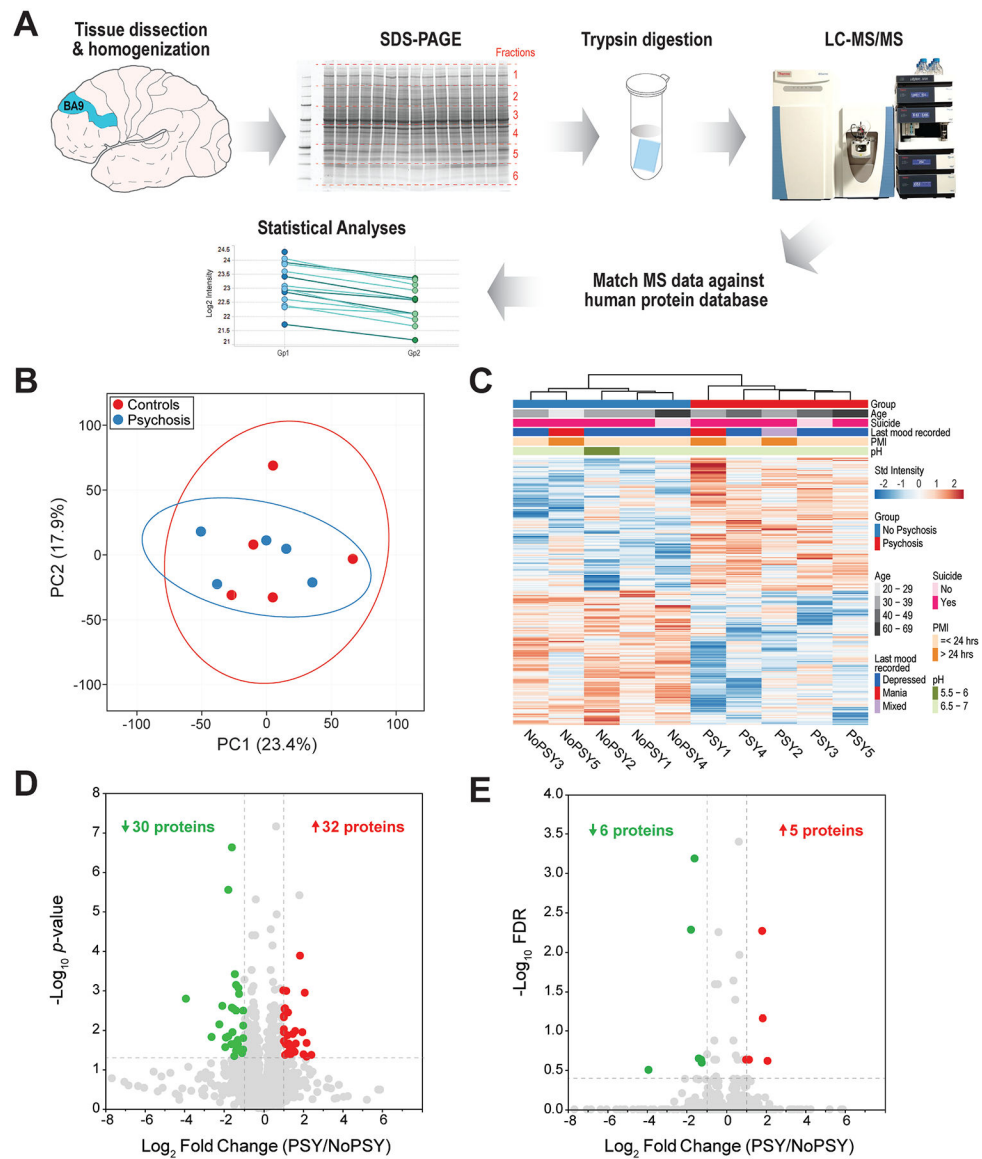 A
Tissue dissection
& homogenization
BA9
SDS-PAGE
Fractions
1
2
3
4
5
6
Trypsin digestion
LC-MS/MS
Statistical Analyses
Log2 Intensity
24.5
24
23.5
23
22.5
22
21.5
21
Gp1
Gp2
Match MS data against
human protein database
B
Controls
Psychosis
PC2 (17.9%)
100
50
0
-50
-100
-100
-50
0
50
100
PC1 (23.4%)
C
Group
Age
Suicide
Last mood recorded
PMI
pH
Std Intensity
-2 -1 0 1 2
Group
No Psychosis
Psychosis
Age
20 – 29
30 – 39
40 – 49
60 – 69
Suicide
No
Yes
PMI
=< 24 hrs
> 24 hrs
Last mood
recorded
Depressed
Mania
Mixed
pH
5.5 – 6
6.5 – 7
NoPSY3
NoPSY5
NoPSY2
NoPSY1
NoPSY4
PSY1
PSY4
PSY2
PSY3
PSY5
D
30 proteins
32 proteins
-Log10 p-value
8
7
6
5
4
3
2
1
0
-8 -6 -4 -2 0 2 4 6
Log2 Fold Change (PSY/NoPSY)
E
6 proteins
5 proteins
-Log10 FDR
4.0
3.5
3.0
2.5
2.0
1.5
1.0
0.5
0.0
-8 -6 -4 -2 0 2 4 6 8
Log2 Fold Change (PSY/NoPSY)